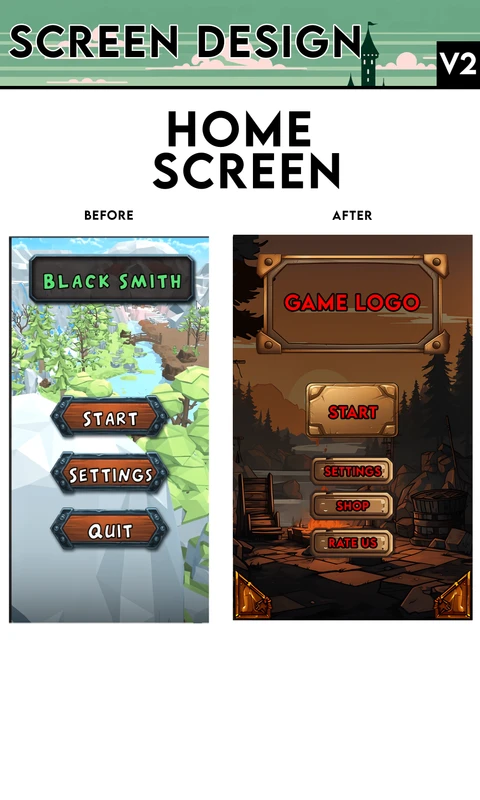 SCREEN DESIGN
V2
HOME
SCREEN
BEFORE
AFTER
BLACK SMITH
START
SETTINGS
QUIT
GAME LOGO
START
SETTINGS
SHOP
RATE US